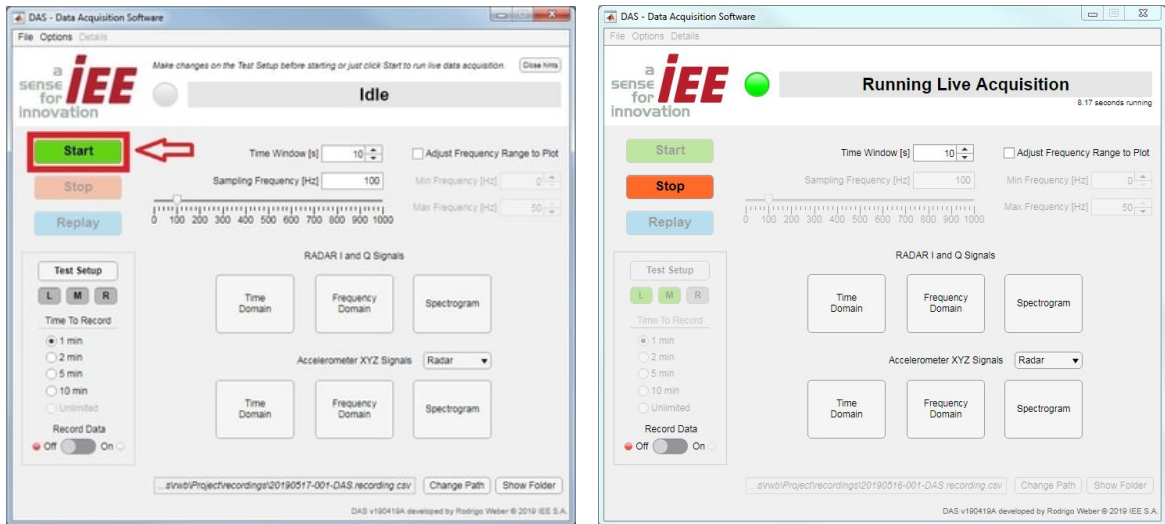 DAS - Data Acquisition Software
File Options Details
a
sense
for
innovation
iEE
Make changes on the Test Setup before starting or just click Start to run live data acquisition.
Close hints
Idle
Start
Stop
Replay
Time Window [s] 10
Adjust Frequency Range to Plot
Sampling Frequency [Hz] 100
Min Frequency [Hz] 0
Max Frequency [Hz] 50
0 100 200 300 400 500 600 700 800 900 1000
Test Setup
L M R
Time To Record
1 min
2 min
5 min
10 min
Unlimited
Record Data
Off On
RADAR I and Q Signals
Time Domain
Frequency Domain
Spectrogram
Accelerometer XYZ Signals Radar
Time Domain
Frequency Domain
Spectrogram
...s\rwb\Project\recordings\20190517-001-DAS.recording.csv Change Path Show Folder
DAS v190419A developed by Rodrigo Weber © 2019 IEE S.A.
DAS - Data Acquisition Software
File Options Details
a
sense
for
innovation
iEE
Running Live Acquisition
8.17 seconds running
Start
Stop
Replay
Time Window [s] 10
Adjust Frequency Range to Plot
Sampling Frequency [Hz] 100
Min Frequency [Hz] 0
Max Frequency [Hz] 50
0 100 200 300 400 500 600 700 800 900 1000
Test Setup
L M R
Time To Record
1 min
2 min
5 min
10 min
Unlimited
Record Data
Off On
RADAR I and Q Signals
Time Domain
Frequency Domain
Spectrogram
Accelerometer XYZ Signals Radar
Time Domain
Frequency Domain
Spectrogram
...s\rwb\Project\recordings\20190516-001-DAS.recording.csv Change Path Show Folder
DAS v190419A developed by Rodrigo Weber © 2019 IEE S.A.